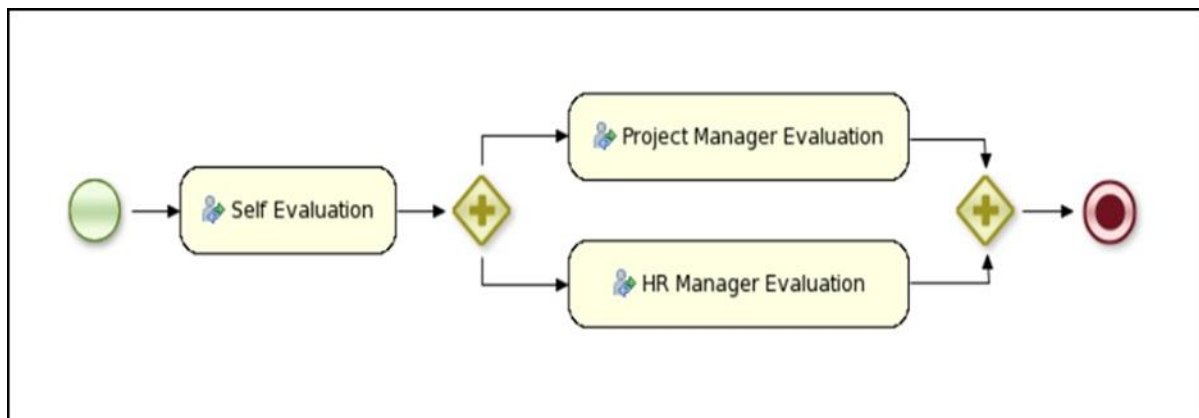 Project Manager Evaluation
Self Evaluation
HR Manager Evaluation